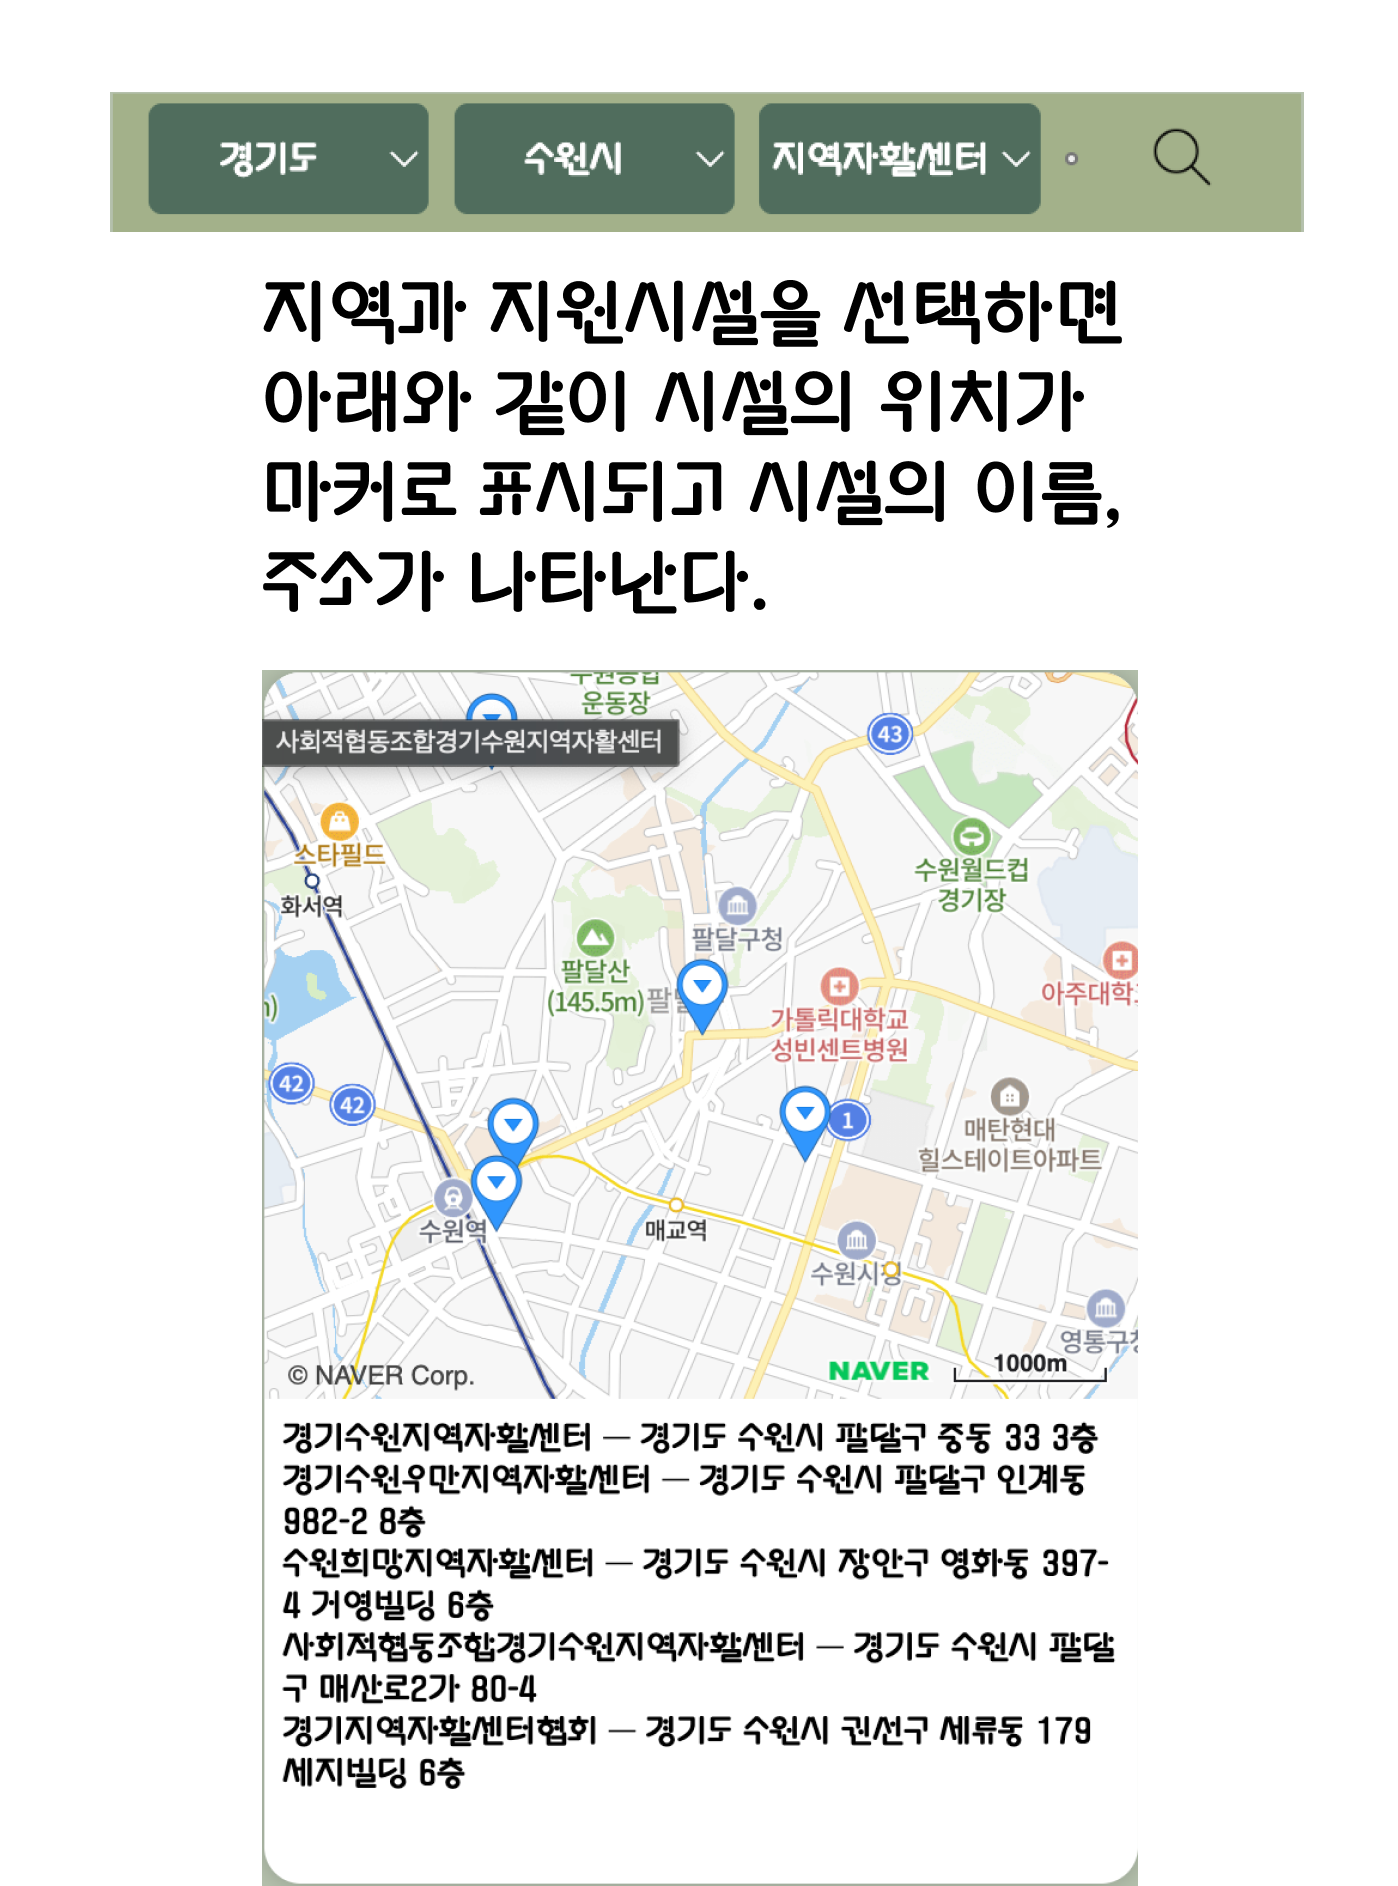 경기도
수원시
지역자활센터
지역과 지원시설을 선택하면
아래와 같이 시설의 위치가
마커로 표시되고 시설의 이름,
주소가 나타난다.
운동장
43
사회적협동조합경기수원지역자활센터
스타필드
화서역
수원월드컵
경기장
팔달구청
팔달산
(145.5m)
팔
가톨릭대학교
성빈센트병원
아주대학교
42
42
1
매탄현대
힐스테이트아파트
수원역
매교역
수원시청
영통구청
© NAVER Corp.
NAVER
1000m
경기수원지역자활센터 — 경기도 수원시 팔달구 중동 33 3층
경기수원우만지역자활센터 — 경기도 수원시 팔달구 인계동
982-2 8층
수원희망지역자활센터 — 경기도 수원시 장안구 영화동 397-
4 거영빌딩 6층
사회적협동조합경기수원지역자활센터 — 경기도 수원시 팔달
구 매산로2가 80-4
경기지역자활센터협회 — 경기도 수원시 권선구 세류동 179
세지빌딩 6층